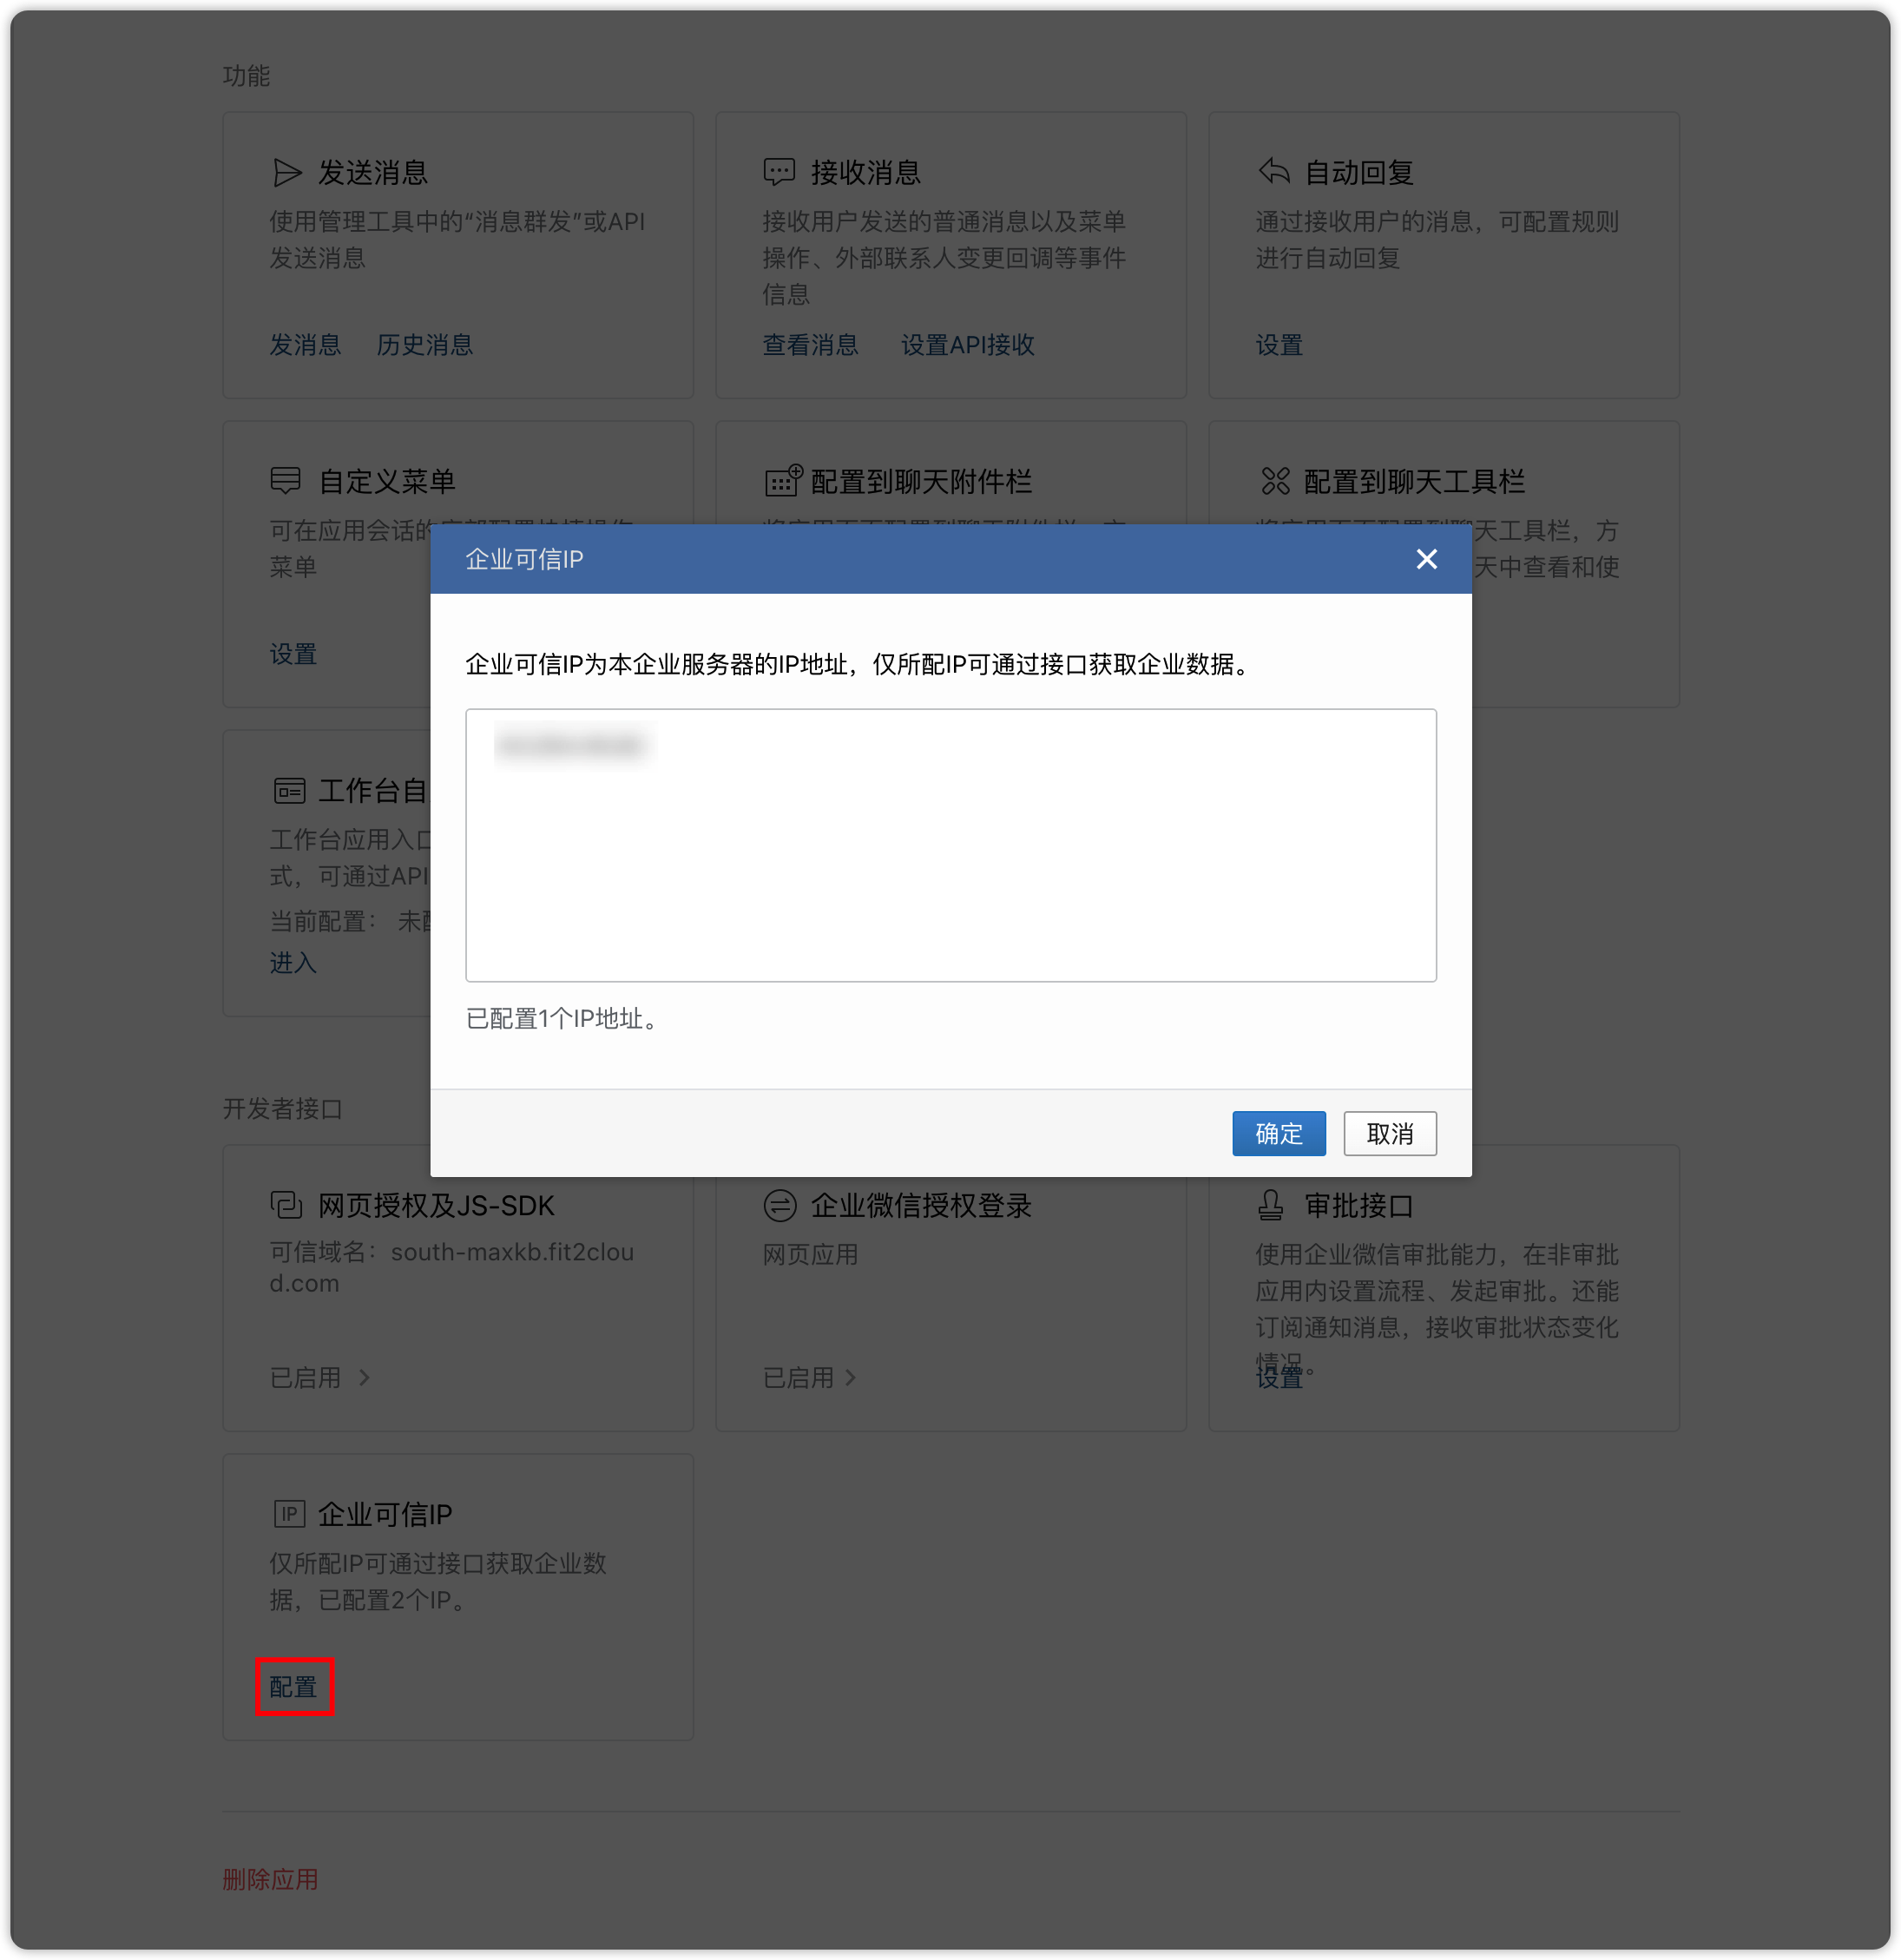 功能
发送消息
使用管理工具中的“消息群发”或API
发送消息
发消息 历史消息
接收消息
接收用户发送的普通消息以及菜单
操作、外部联系人变更回调等事件
信息
查看消息 设置API接收
自动回复
通过接收用户的消息，可配置规则
进行自动回复
设置
自定义菜单
可在应用会话的
菜单
设置
配置到聊天附件栏
配置到聊天工具栏
天工具栏，方
天中查看和使
企业可信IP
企业可信IP为本企业服务器的IP地址，仅所配IP可通过接口获取企业数据。
已配置1个IP地址。
确定 取消
工作台自
工作台应用入口
式，可通过API
当前配置： 未
进入
开发者接口
网页授权及JS-SDK
可信域名：south-maxkb.fit2clou
d.com
已启用
企业微信授权登录
网页应用
已启用
审批接口
使用企业微信审批能力，在非审批
应用内设置流程、发起审批。还能
订阅通知消息，接收审批状态变化
情况。
设置
IP 企业可信IP
仅所配IP可通过接口获取企业数
据，已配置2个IP。
配置
删除应用